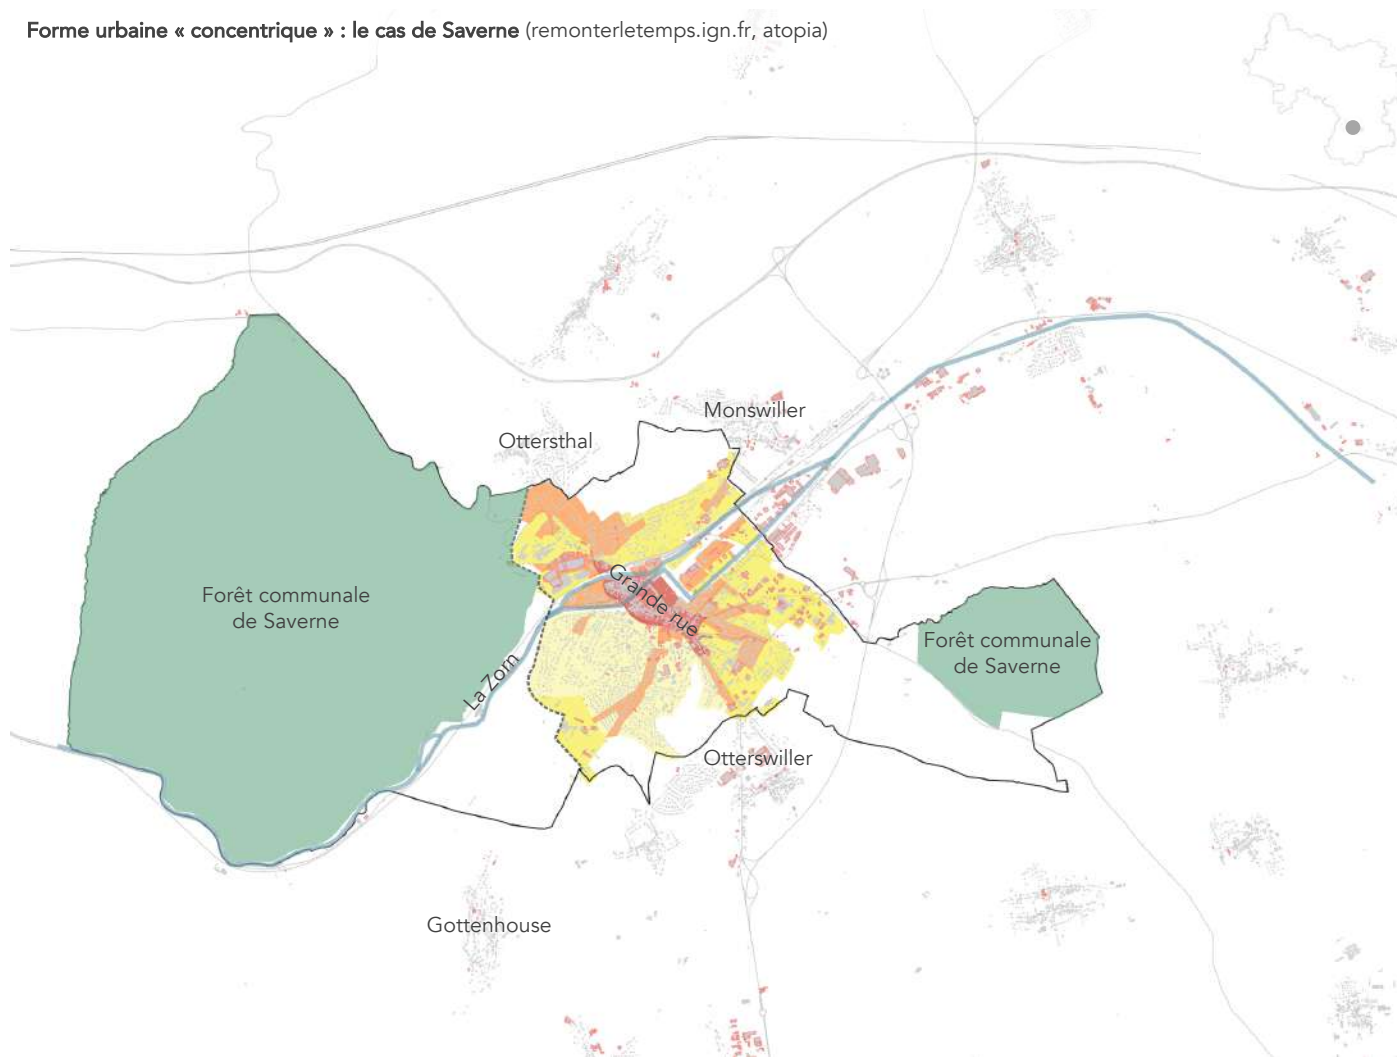 Forme urbaine « concentrique » : le cas de Saverne (remonterletemps.ign.fr, atopia)
Monswiller
Ottersthal
Forêt communale
de Saverne
Grande rue
Forêt communale
de Saverne
La Zorn
Otterswiller
Gottenhouse